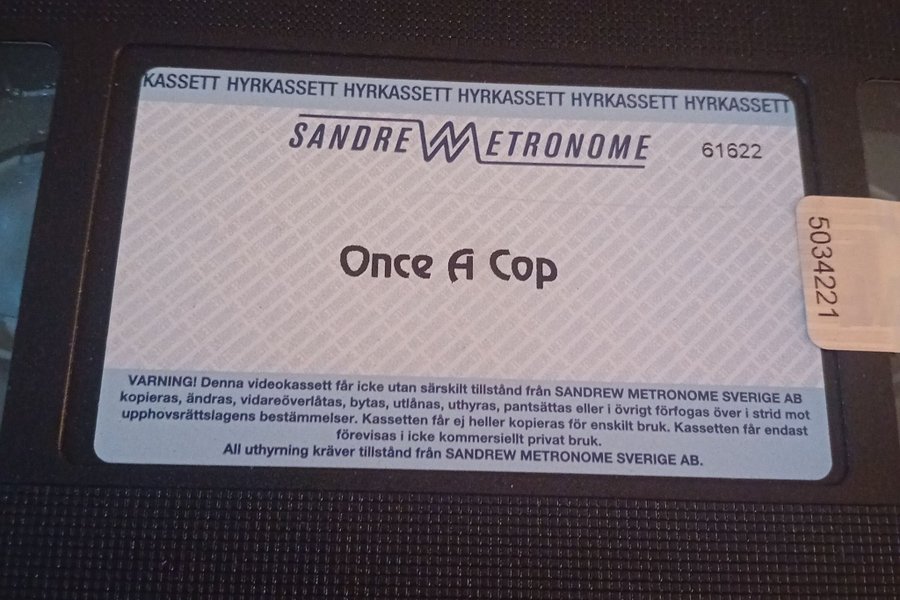 KASSETT HYRKASSETT HYRKASSETT HYRKASSETT HYRKASSETT HYRKASSETT
SANDREW METRONOME
61622
Once A Cop
5034221
VARNING! Denna videokassett får icke utan särskilt tillstånd från SANDREW METRONOME SVERIGE AB
kopieras, ändras, vidareöverlåtas, bytas, utlånas, uthyras, pantsättas eller i övrigt förfogas över i strid mot
upphovsrättslagens bestämmelser. Kassetten får ej heller kopieras för enskilt bruk. Kassetten får endast
förevisas i icke kommersiellt privat bruk.
All uthyrning kräver tillstånd från SANDREW METRONOME SVERIGE AB.